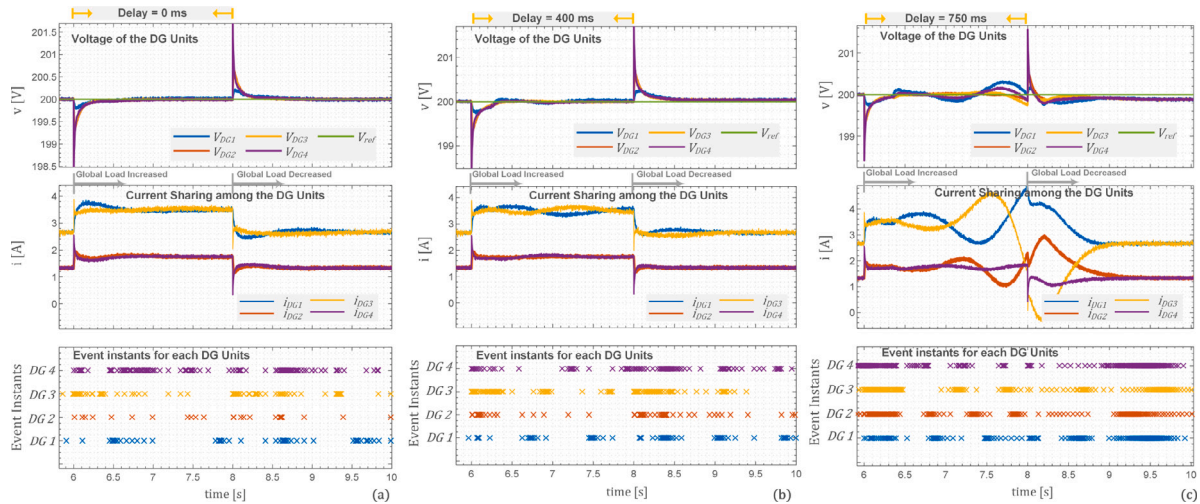 Delay = 0 ms
Voltage of the DG Units
201.5
201
200.5
200
199.5
199
198.5
v [V]
V_DG1 V_DG3 V_ref
V_DG2 V_DG4
Global Load Increased
Global Load Decreased
Current Sharing among the DG Units
4
3
2
1
0
i [A]
i_DG1 i_DG3
i_DG2 i_DG4
Event instants for each DG Units
DG 4
DG 3
DG 2
DG 1
Event Instants
6 6.5 7 7.5 8 8.5 9 9.5 10
time [s]
(a)
Delay = 400 ms
Voltage of the DG Units
201
200
199
v [V]
V_DG1 V_DG3 V_ref
V_DG2 V_DG4
Global Load Increased
Global Load Decreased
Current Sharing among the DG Units
4
3
2
1
0
i [A]
i_DG1 i_DG3
i_DG2 i_DG4
Event instants for each DG Units
DG 4
DG 3
DG 2
DG 1
Event Instants
6 6.5 7 7.5 8 8.5 9 9.5 10
time [s]
(b)
Delay = 750 ms
Voltage of the DG Units
201
200
199
v [V]
V_DG1 V_DG3 V_ref
V_DG2 V_DG4
Global Load Increased
Global Load Decreased
Current Sharing among the DG Units
4
3
2
1
0
i [A]
i_DG1 i_DG3
i_DG2 i_DG4
Event instants for each DG Units
DG 4
DG 3
DG 2
DG 1
Event Instants
6 6.5 7 7.5 8 8.5 9 9.5 10
time [s]
(c)